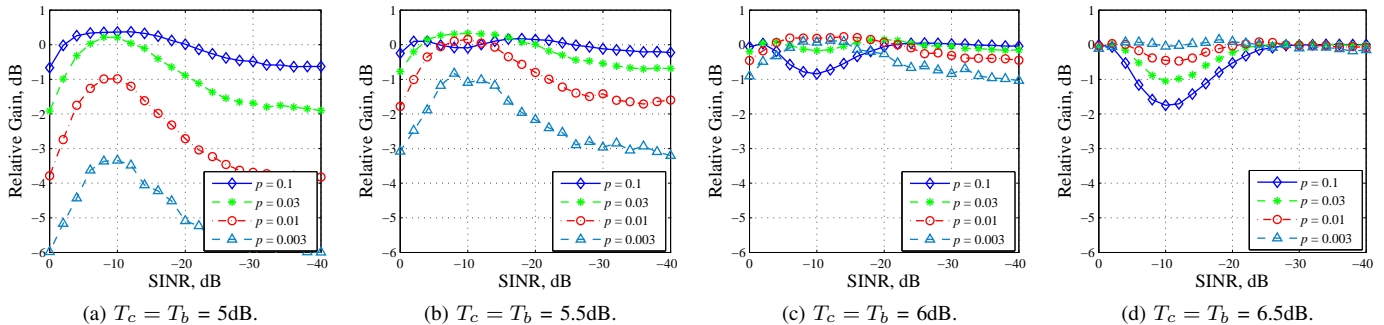 1
0
−1
−2
−3
−4
−5
−6
Relative Gain, dB
0 −10 −20 −30 −40
SINR, dB
p = 0.1
p = 0.03
p = 0.01
p = 0.003
(a) Tc = Tb = 5dB.
1
0
−1
−2
−3
−4
−5
−6
Relative Gain, dB
0 −10 −20 −30 −40
SINR, dB
p = 0.1
p = 0.03
p = 0.01
p = 0.003
(b) Tc = Tb = 5.5dB.
1
0
−1
−2
−3
−4
−5
−6
Relative Gain, dB
0 −10 −20 −30 −40
SINR, dB
p = 0.1
p = 0.03
p = 0.01
p = 0.003
(c) Tc = Tb = 6dB.
1
0
−1
−2
−3
−4
−5
−6
Relative Gain, dB
0 −10 −20 −30 −40
SINR, dB
p = 0.1
p = 0.03
p = 0.01
p = 0.003
(d) Tc = Tb = 6.5dB.